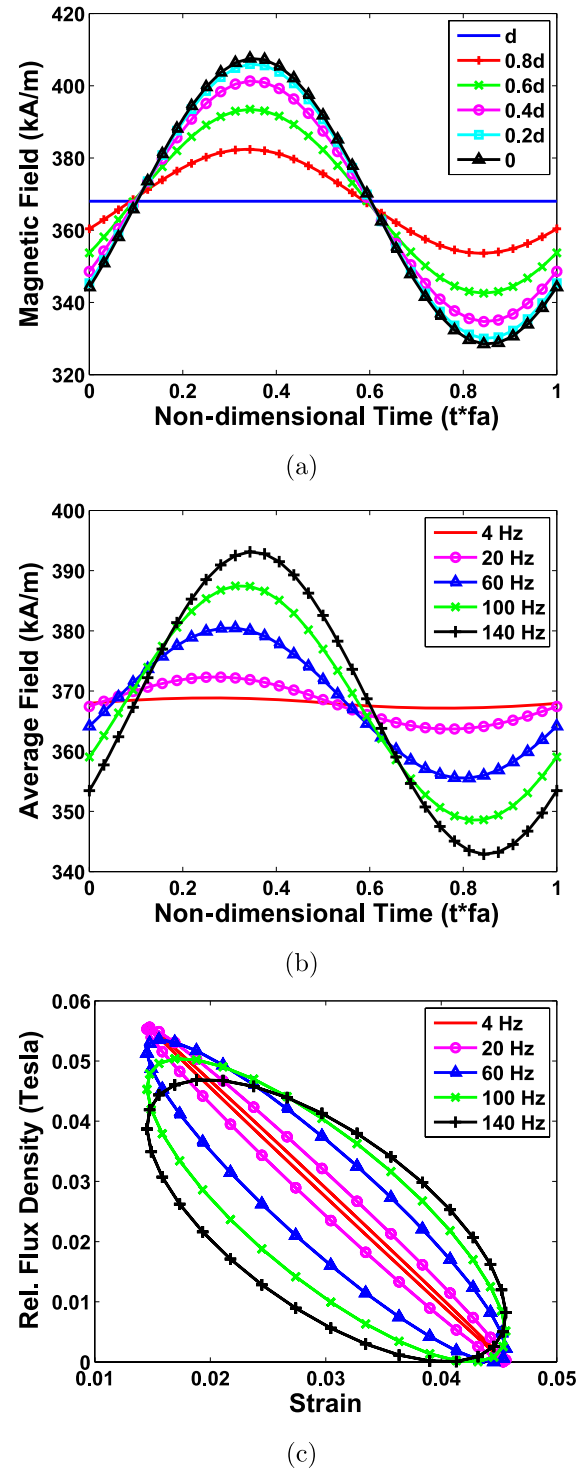 420
400
380
360
340
320
Magnetic Field (kA/m)
d
0.8d
0.6d
0.4d
0.2d
0
0 0.2 0.4 0.6 0.8 1
Non-dimensional Time (t*fa)
(a)
400
390
380
370
360
350
340
Average Field (kA/m)
4 Hz
20 Hz
60 Hz
100 Hz
140 Hz
0 0.2 0.4 0.6 0.8 1
Non-dimensional Time (t*fa)
(b)
0.06
0.05
0.04
0.03
0.02
0.01
0
Rel. Flux Density (Tesla)
4 Hz
20 Hz
60 Hz
100 Hz
140 Hz
0.01 0.02 0.03 0.04 0.05
Strain
(c)